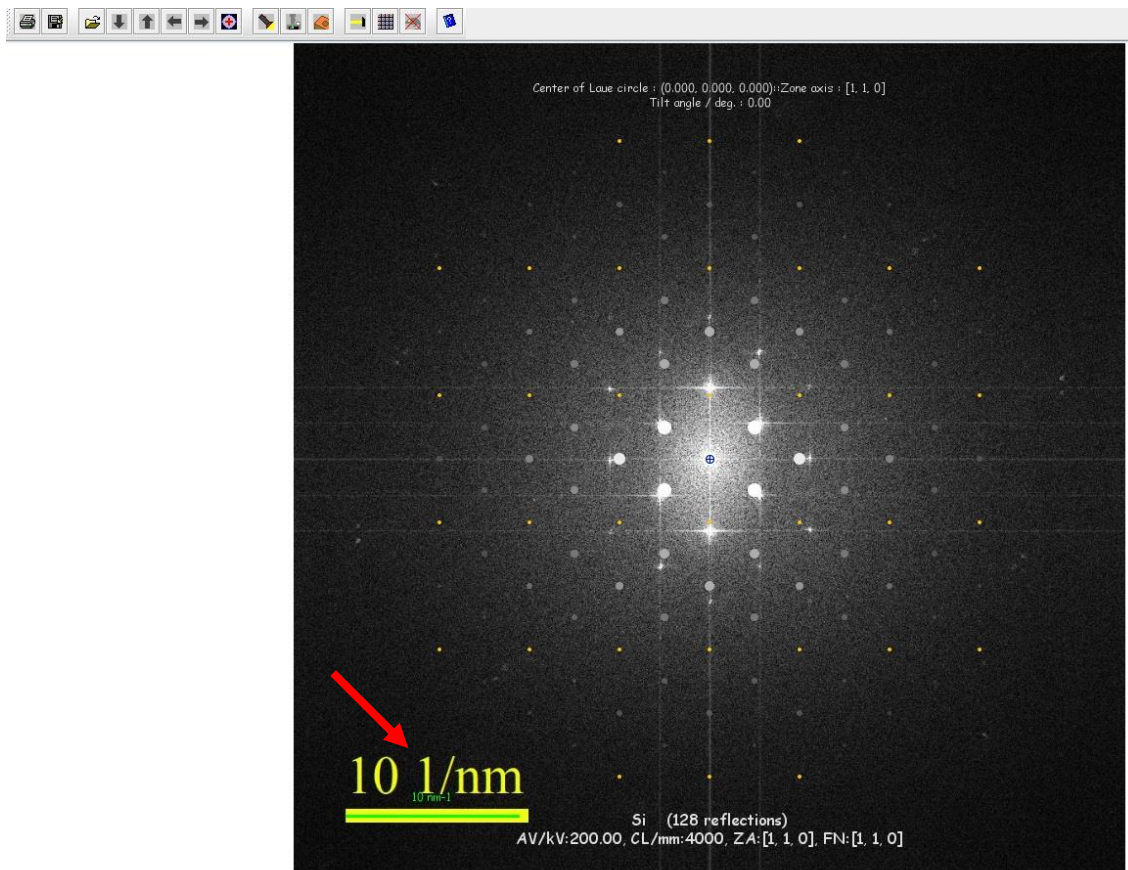 Center of Laue circle : (0.000, 0.000, 0.000)::Zone axis : [1, 1, 0]
Tilt angle / deg. : 0.00
10 1/nm
10 nm-1
Si (128 reflections)
AV/kV:200.00, CL/mm:4000, ZA:[1, 1, 0], FN:[1, 1, 0]